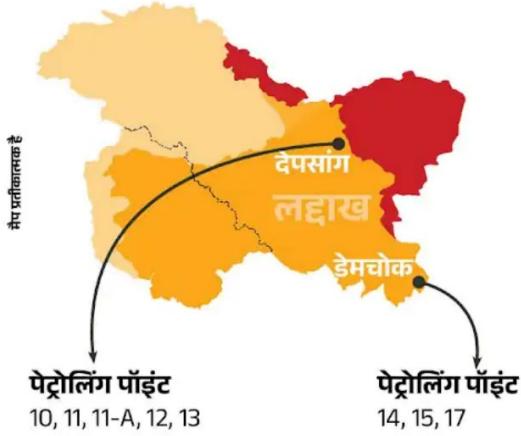 मैप प्रतीकात्मक है
देपसांग
लद्दाख
डेमचोक
पेट्रोलिंग पॉइंट
10, 11, 11-A, 12, 13
पेट्रोलिंग पॉइंट
14, 15, 17